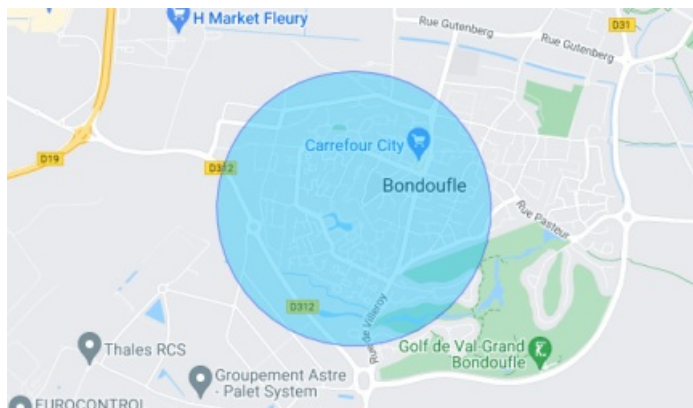 H Market Fleury
Rue Gutenberg
D31
Rue Gutenberg
Carrefour City
D19
D312
Bondoufle
Rue Pasteur
D312
Rue de Villeroy
Golf de Val-Grand
Bondoufle
Thales RCS
Groupement Astre
- Palet System
EUROCONTROL